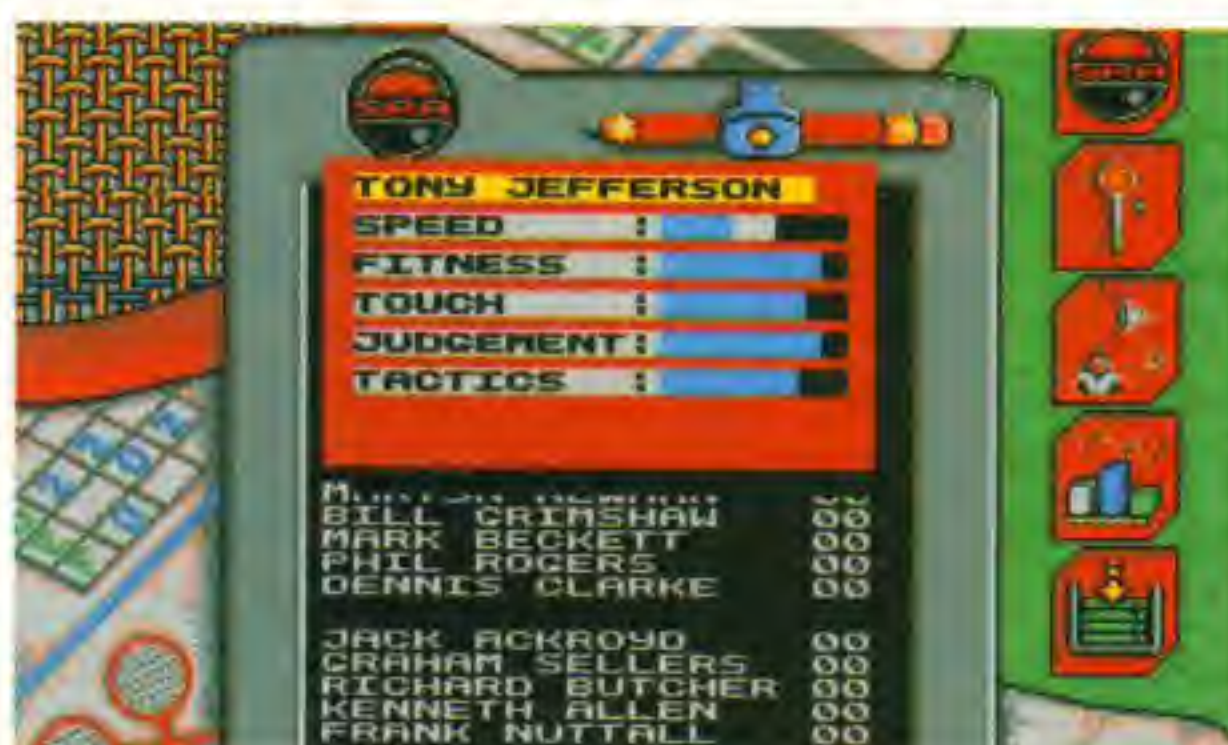 TONY JEFFERSON
SPEED :
FITNESS :
TOUCH :
JUDGEMENT :
TACTICS :
BILL GRIMSHAW 00
MARK BECKETT 00
PHIL ROGERS 00
DENNIS CLARKE 00
JACK ACKROYD 00
GRAHAM SELLERS 00
RICHARD BUTCHER 00
KENNETH ALLEN 00
FRANK NUTTALL 00